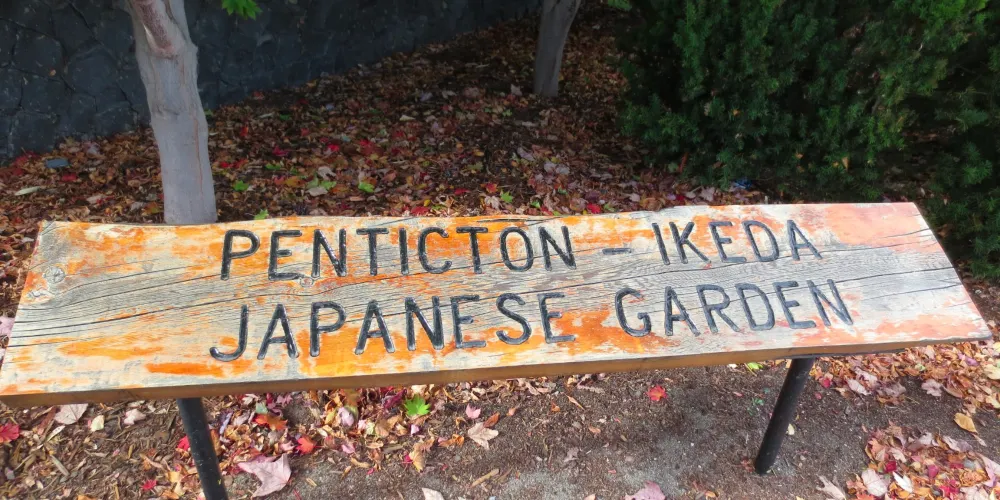 PENTICTON - IKEDA
JAPANESE GARDEN